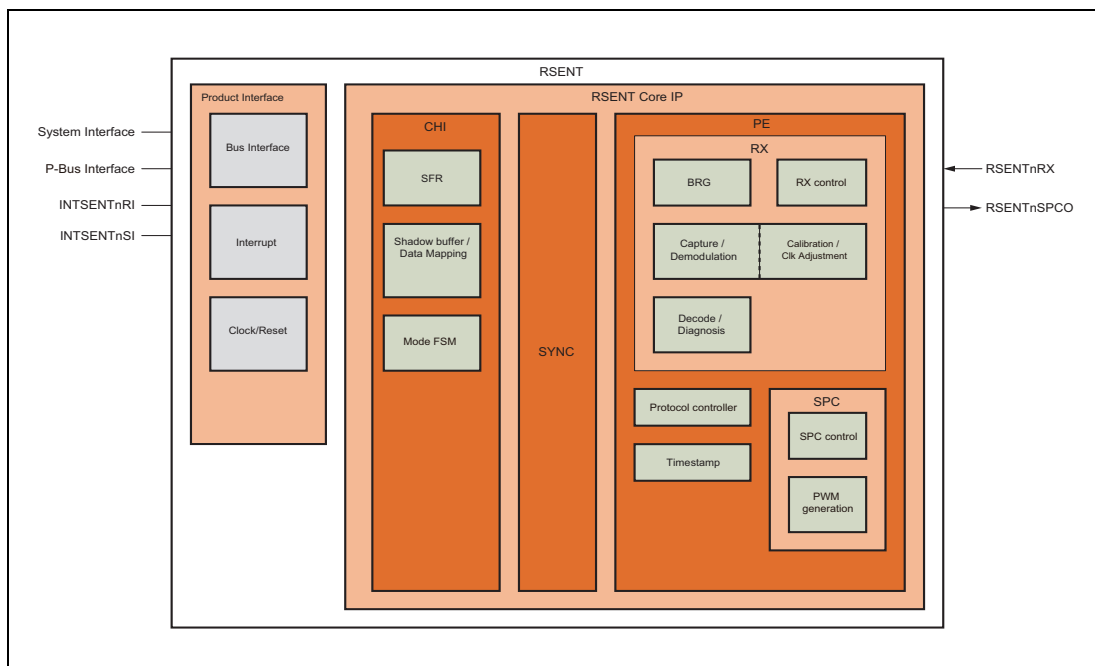 RSENT
Product Interface
RSENT Core IP
System Interface
P-Bus Interface
INTSENTnRI
INTSENTnSI
Bus Interface
Interrupt
Clock/Reset
CHI
SFR
Shadow buffer /
Data Mapping
Mode FSM
SYNC
PE
RX
BRG
RX control
Capture /
Demodulation
Calibration /
Clk Adjustment
Decode /
Diagnosis
Protocol controller
Timestamp
SPC
SPC control
PWM
generation
RSENTnRX
RSENTnSPCO